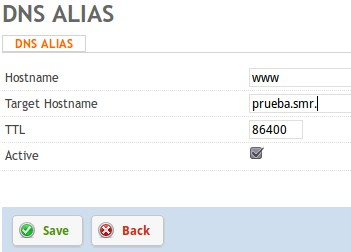 DNS ALIAS
DNS ALIAS
Hostname www
Target Hostname prueba.smr.
TTL 86400
Active
Save Back